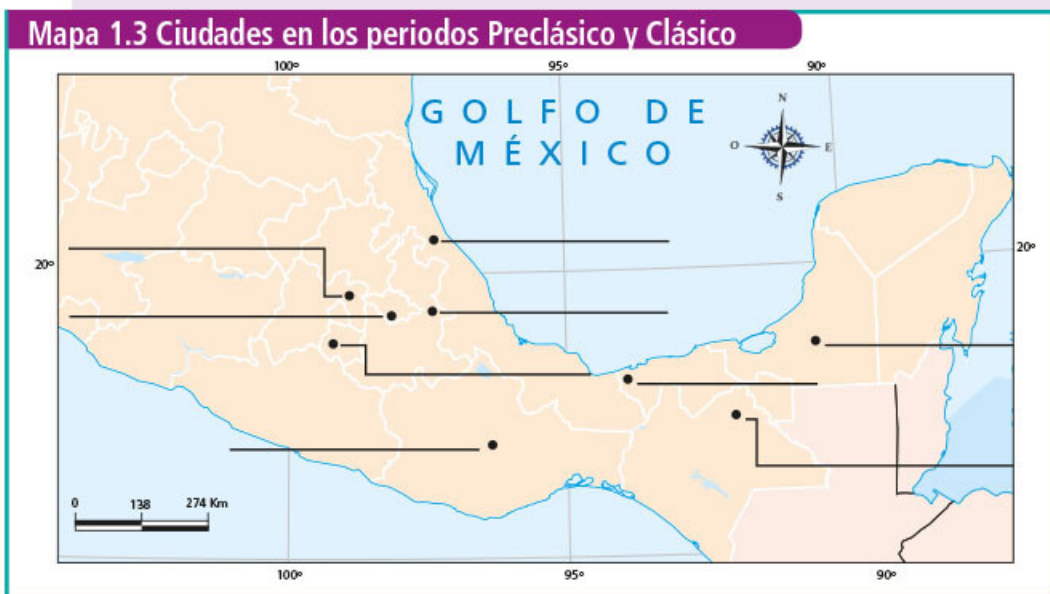 Mapa 1.3 Ciudades en los periodos Preclásico y Clásico
100° 95° 90°
GOLFO DE
MÉXICO
N
O E
S
20° 20°
0 138 274 Km
100° 95° 90°